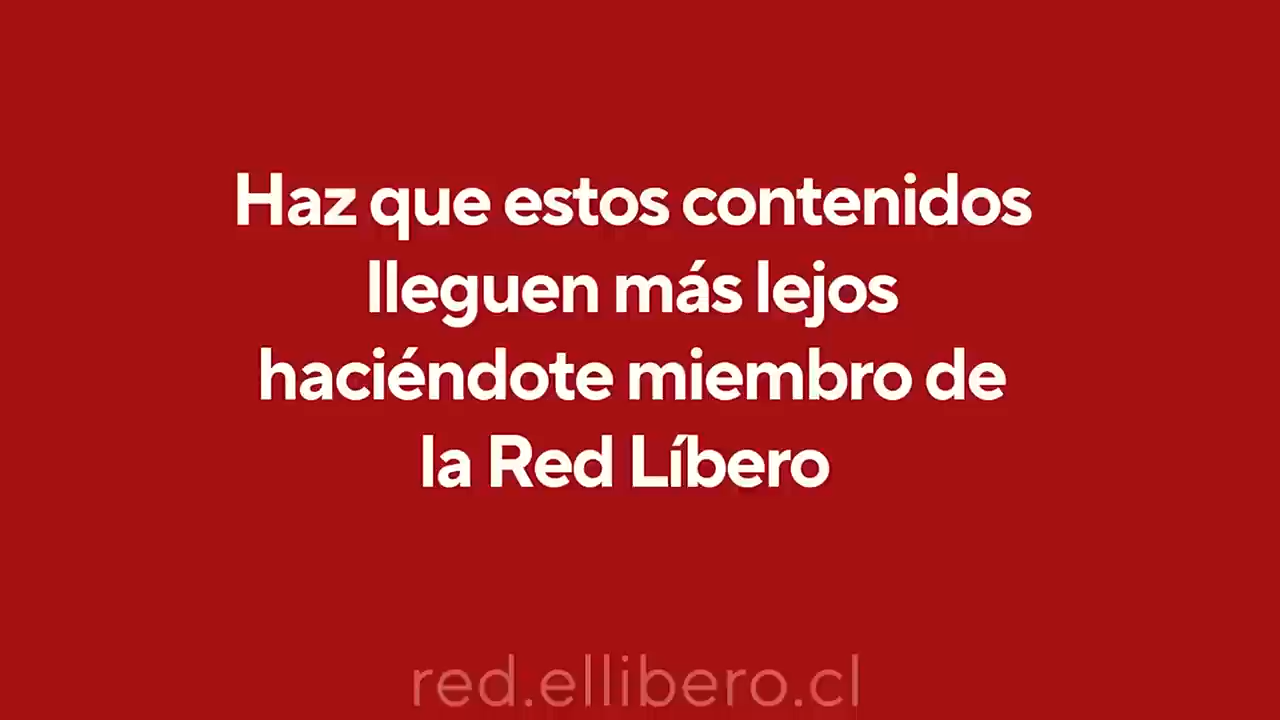 Haz que estos contenidos
lleguen más lejos
haciéndote miembro de
la Red Líbero
red.ellibero.cl